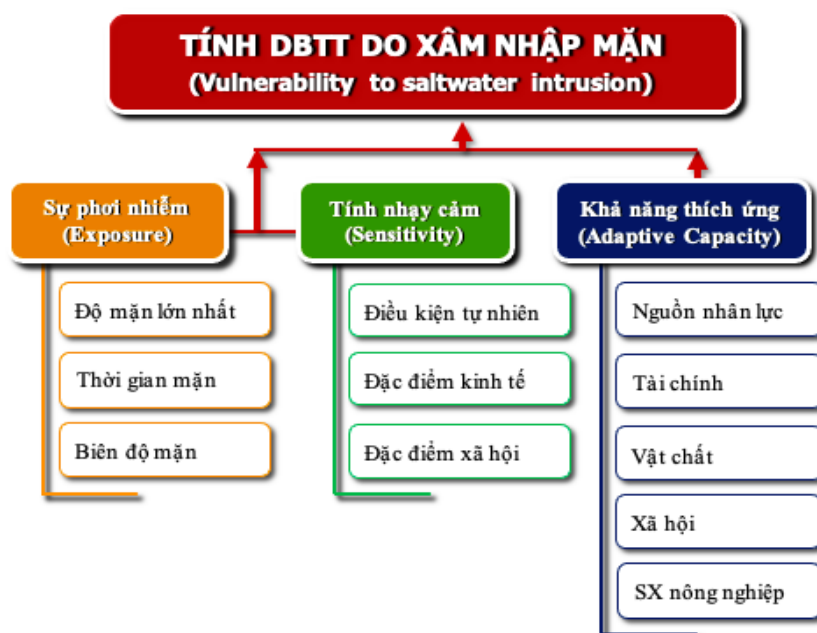 TÍNH DBTT DO XÂM NHẬP MẶN
(Vulnerability to saltwater intrusion)
Sự phơi nhiễm
(Exposure)
Tính nhạy cảm
(Sensitivity)
Khả năng thích ứng
(Adaptive Capacity)
Độ mặn lớn nhất
Thời gian mặn
Biên độ mặn
Điều kiện tự nhiên
Đặc điểm kinh tế
Đặc điểm xã hội
Nguồn nhân lực
Tài chính
Vật chất
Xã hội
SX nông nghiệp